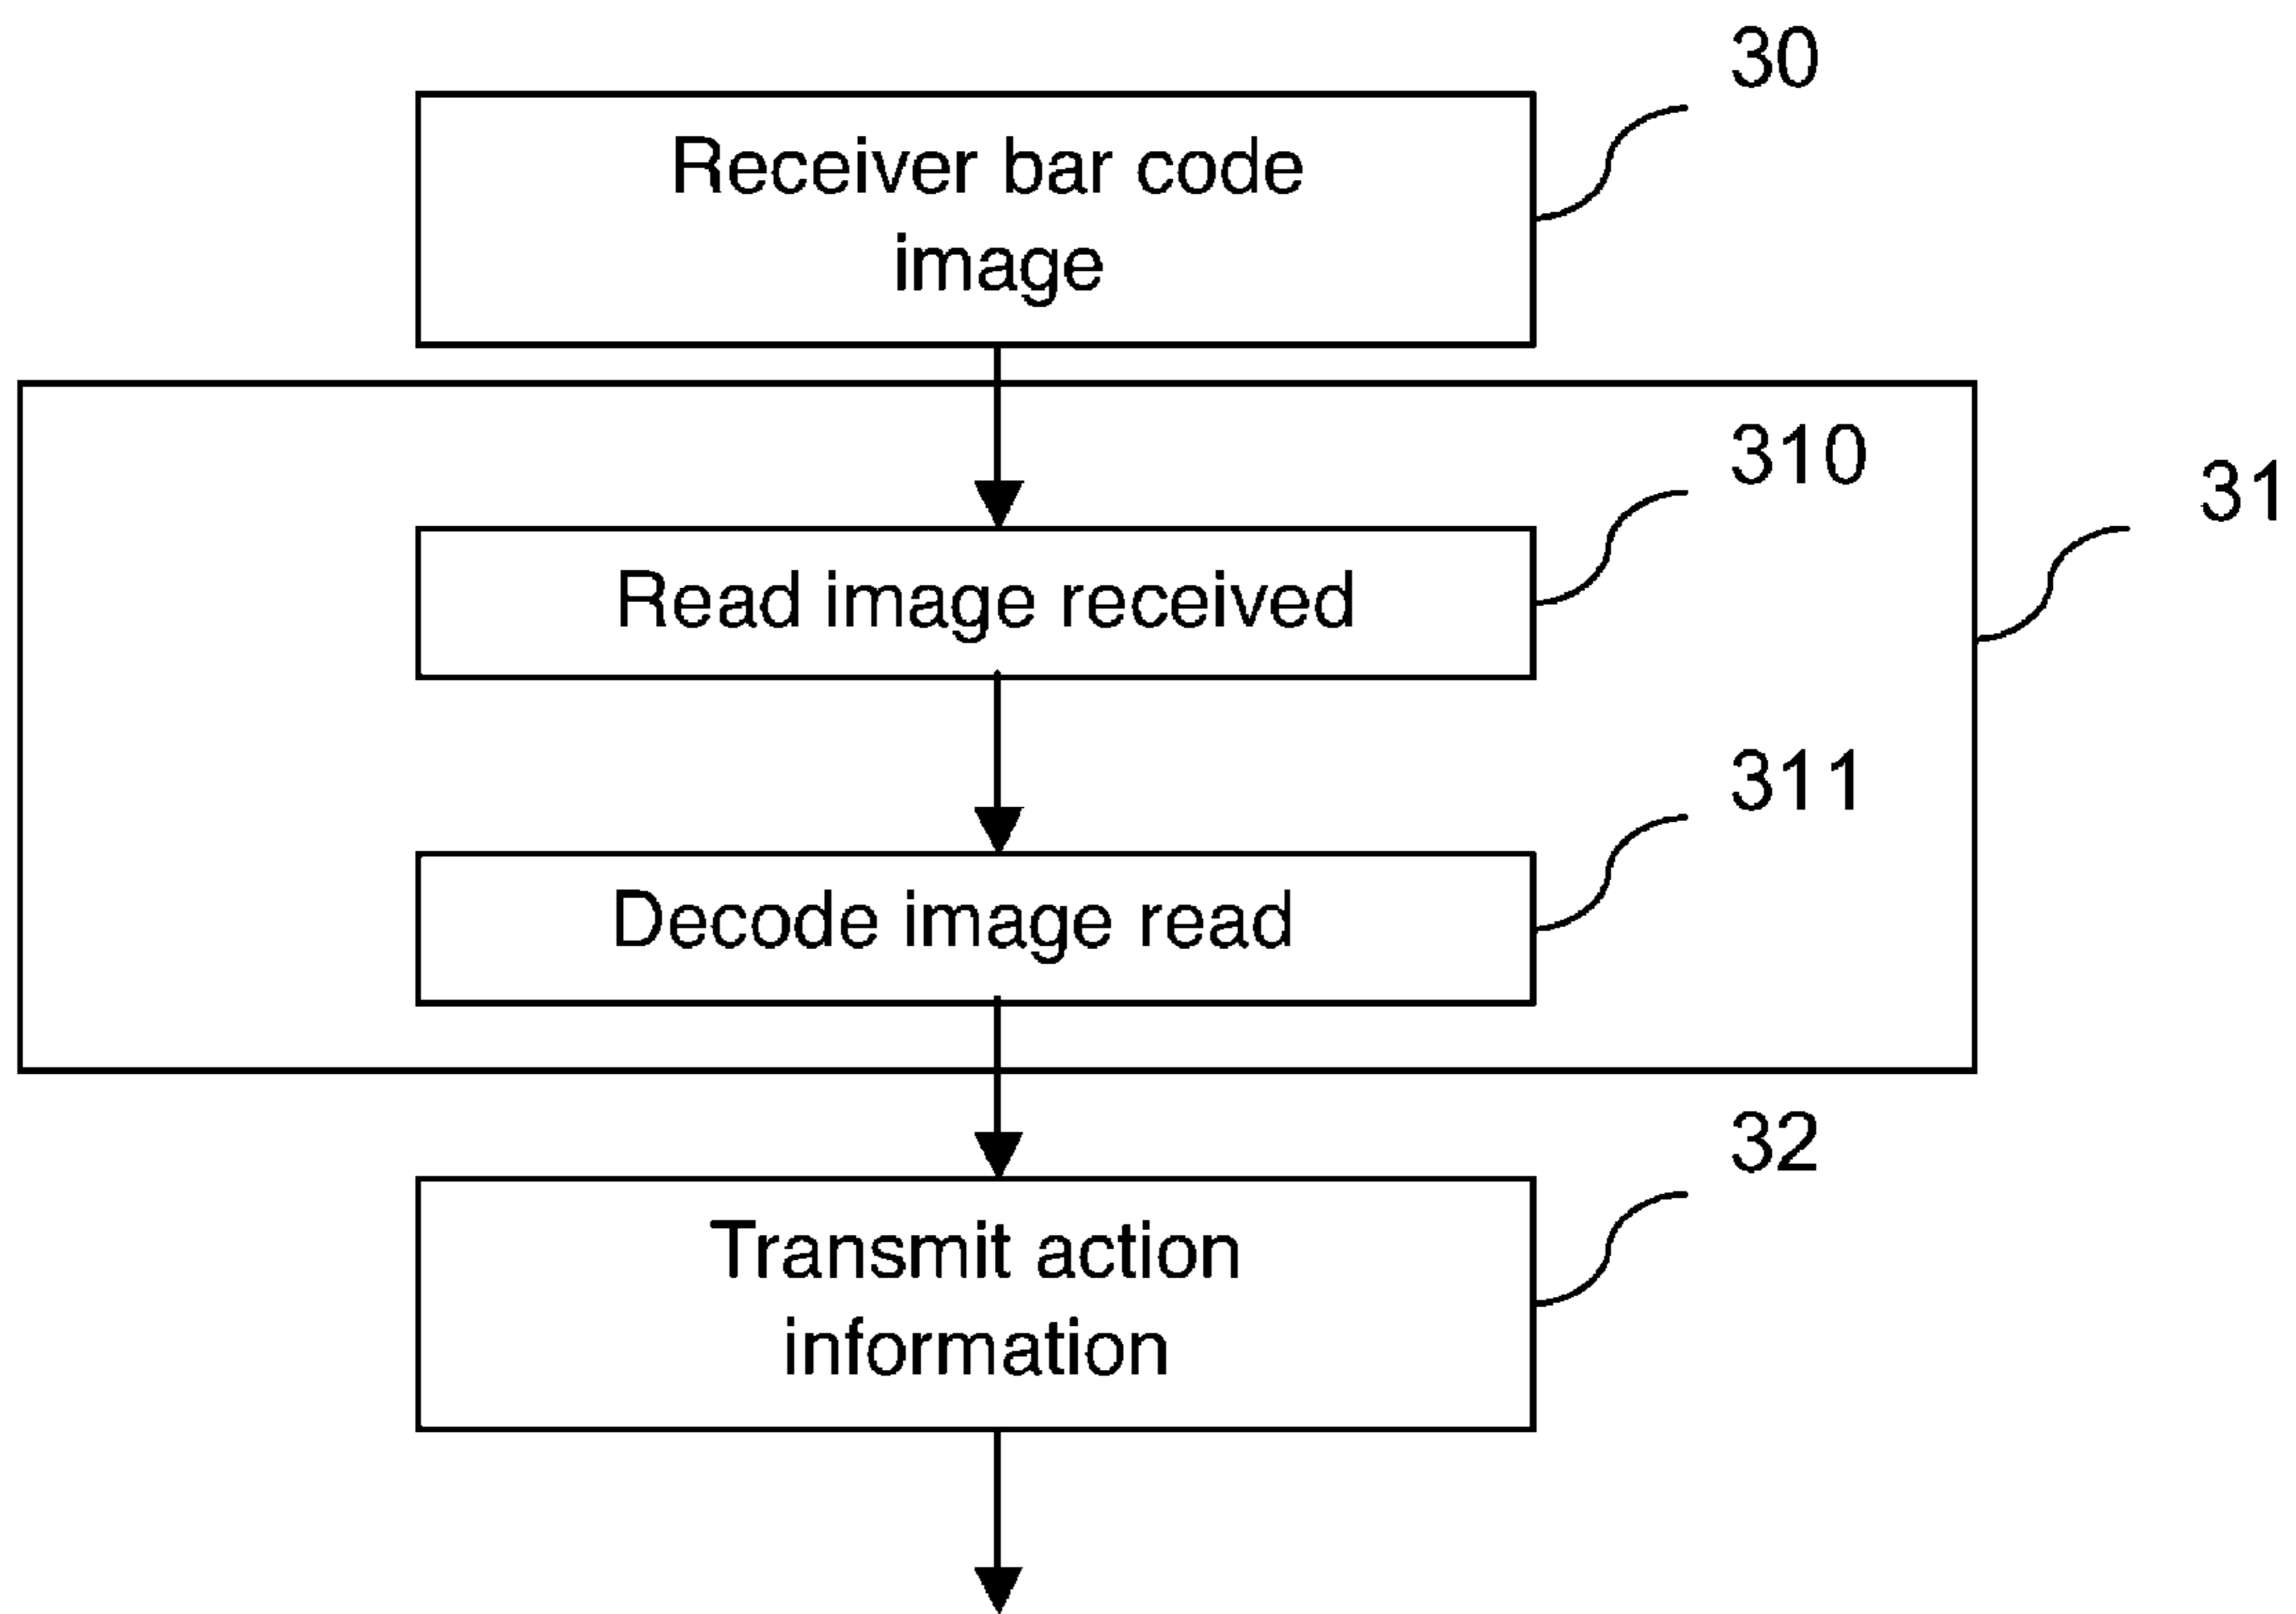 30
Receiver bar code
image
310
31
Read image received
311
Decode image read
32
Transmit action
information